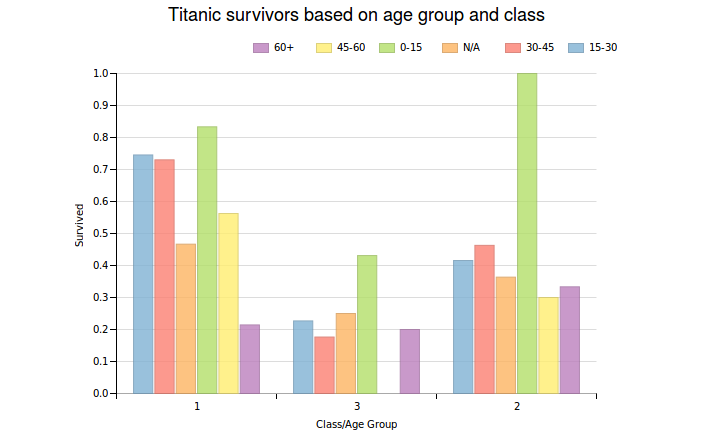 Titanic survivors based on age group and class
60+ 45-60 0-15 N/A 30-45 15-30
1.0
0.9
0.8
0.7
0.6
0.5
0.4
0.3
0.2
0.1
0.0
Survived
1 3 2
Class/Age Group